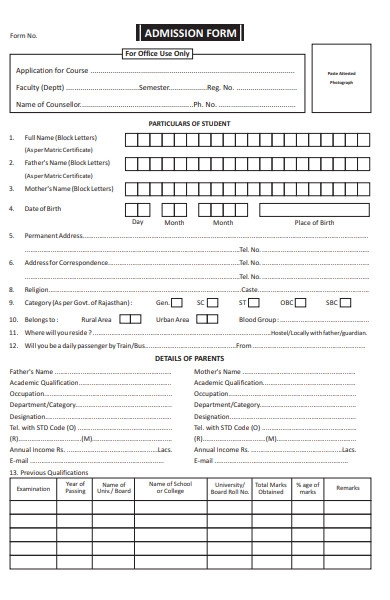 Form No.
ADMISSION FORM
For Office Use Only
Application for Course
Faculty (Deptt) Semester Reg. No.
Name of Counsellor Ph. No.
Paste Attested
Photograph
PARTICULARS OF STUDENT
1. Full Name (Block Letters)
(As per Matric Certificate)
2. Father's Name (Block Letters)
(As per Matric Certificate)
3. Mother's Name (Block Letters)
4. Date of Birth
Day Month Month Place of Birth
5. Permanent Address
Tel. No.
6. Address for Correspondence Tel. No.
Tel. No.
8. Religion Caste
9. Category (As per Govt. of Rajasthan) : Gen. SC ST OBC SBC
10. Belongs to : Rural Area Urban Area Blood Group :
11. Where will you reside ? Hostel/Locally with father/guardian.
12. Will you be a daily passenger by Train/Bus From
DETAILS OF PARENTS
Father's Name Mother's Name
Academic Qualification Academic Qualification
Occupation Occupation
Department/Category Department/Category
Designation Designation
Tel. with STD Code (O) Tel. with STD Code (O)
(R) (M) (R) (M)
Annual Income Rs. Lacs. Annual Income Rs. Lacs.
E-mail E-mail
13. Previous Qualifications
Examination Year of Passing Name of Univ./ Board Name of School or College University/ Board Roll No. Total Marks Obtained % age of marks Remarks